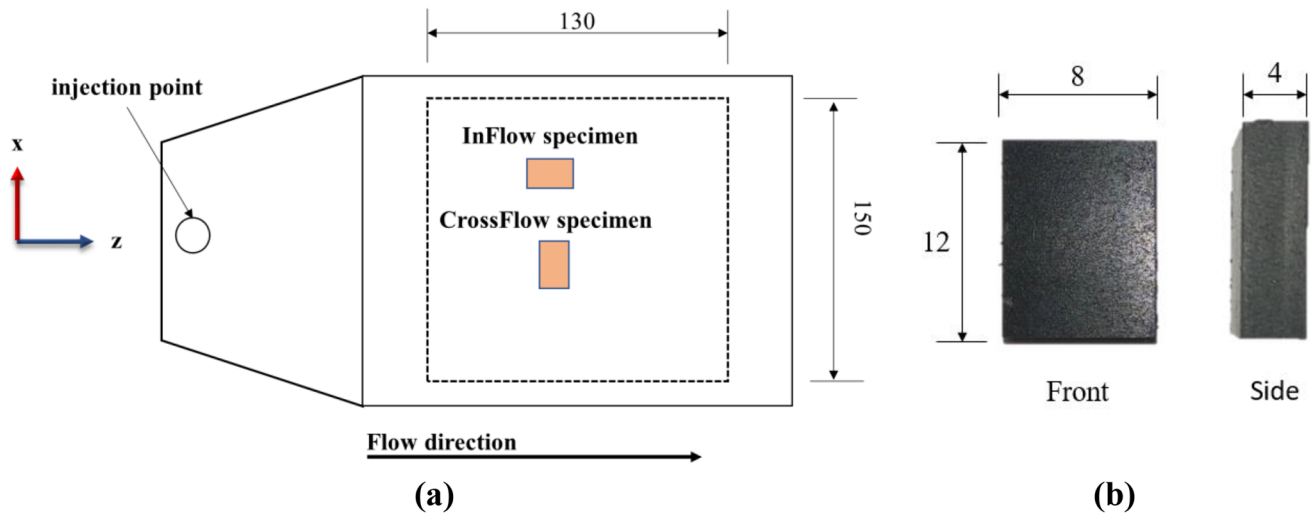 130
injection point
x
z
InFlow specimen
CrossFlow specimen
150
Flow direction
(a)
8
4
12
Front
Side
(b)